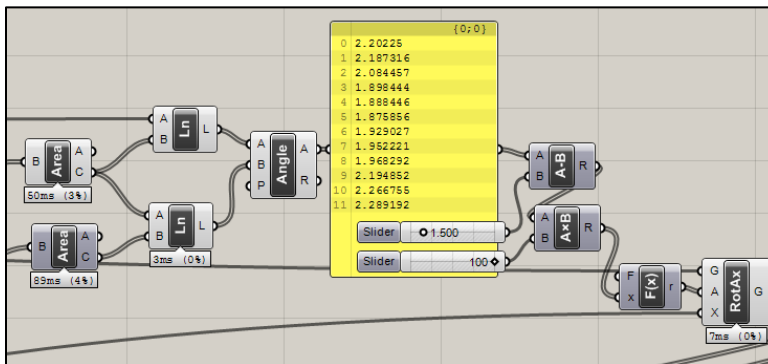 {0;0}
0 2.20225
1 2.187316
2 2.084457
3 1.898444
4 1.888446
5 1.875856
6 1.929027
7 1.952221
8 1.968292
9 2.194852
10 2.266755
11 2.289192
A
B
Ln
L
B
Area
A
C
50ms (3%)
A
B
P
Angle
A
R
A
B
Ln
L
3ms (0%)
B
Area
A
C
89ms (4%)
Slider
1.500
Slider
100
A
B
A-B
R
A
B
A×B
R
F
x
F(x)
r
G
A
X
RotAx
G
7ms (0%)